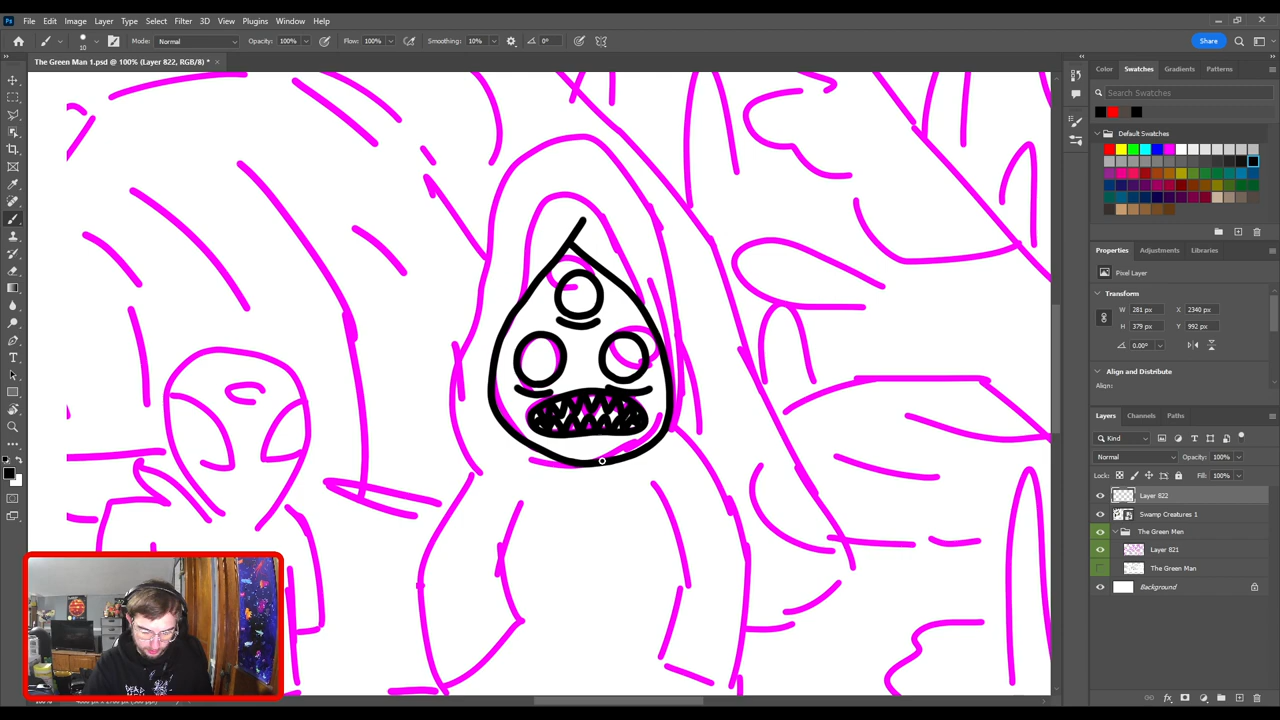 File Edit Image Layer Type Select Filter 3D View Plugins Window Help
10 Mode: Normal Opacity: 100% Flow: 100% Smoothing: 10% 0° Share
The Green Man 1.psd @ 100% (Layer 822, RGB/8) *
Color Swatches Gradients Patterns
Search Swatches
Default Swatches
Properties Adjustments Libraries
Pixel Layer
Transform
W: 281 px X: 2340 px
H: 379 px Y: 992 px
0.00°
Align and Distribute
Align:
Layers Channels Paths
Kind
Normal Opacity: 100%
Lock: Fill: 100%
Layer 822
Swamp Creatures 1
The Green Men
Layer 821
The Green Man
Background